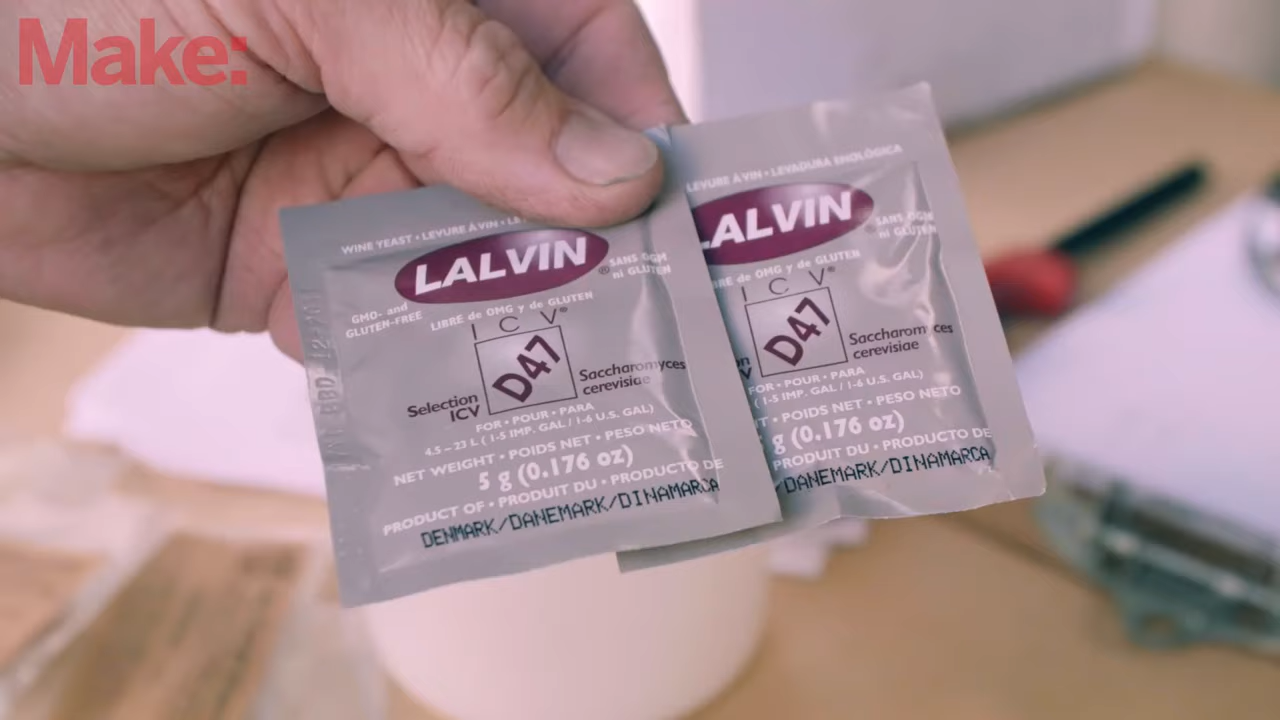 Make:
WINE YEAST • LEVURE À VIN •
LALVIN®
SANS OGM
ni GLUTEN
GMO- and
GLUTEN-FREE
LIBRE de OMG y de GLUTEN
I C V®
D47
Saccharomyces
cerevisiae
Selection
ICV
FOR • POUR • PARA
4.5 – 23 L ( 1-5 IMP. GAL / 1-6 U.S. GAL)
NET WEIGHT • POIDS NET • PESO NETO
5 g (0.176 oz)
PRODUCT OF • PRODUIT DU • PRODUCTO DE
DENMARK/DANEMARK/DINAMARCA
LEVURE À VIN • LEVADURA ENOLÓGICA
LALVIN
SANS OGM
ni GLUTEN
de OMG y de GLUTEN
I C V®
D47
Saccharomyces
cerevisiae
FOR • POUR • PARA
( 1-5 IMP. GAL / 1-6 U.S. GAL)
• POIDS NET • PESO NETO
g (0.176 oz)
PRODUIT DU • PRODUCTO DE
/DANEMARK/DINAMARCA